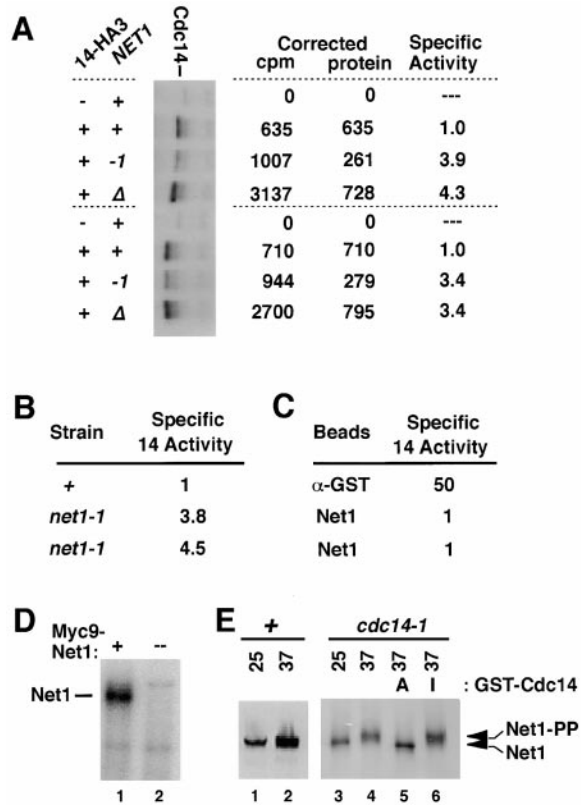 A
14-HA3
NET1
Cdc14–
Corrected Specific
cpm protein Activity
- + 0 0 ---
+ + 635 635 1.0
+ -1 1007 261 3.9
+ Δ 3137 728 4.3
- + 0 0 ---
+ + 710 710 1.0
+ -1 944 279 3.4
+ Δ 2700 795 3.4
B
Specific
Strain 14 Activity
+ 1
net1-1 3.8
net1-1 4.5
C
Specific
Beads 14 Activity
α-GST 50
Net1 1
Net1 1
D
Myc9-
Net1: + --
Net1 —
1 2
E
+ cdc14-1
25 37 25 37 37 37
A I : GST-Cdc14
Net1-PP
Net1
1 2 3 4 5 6